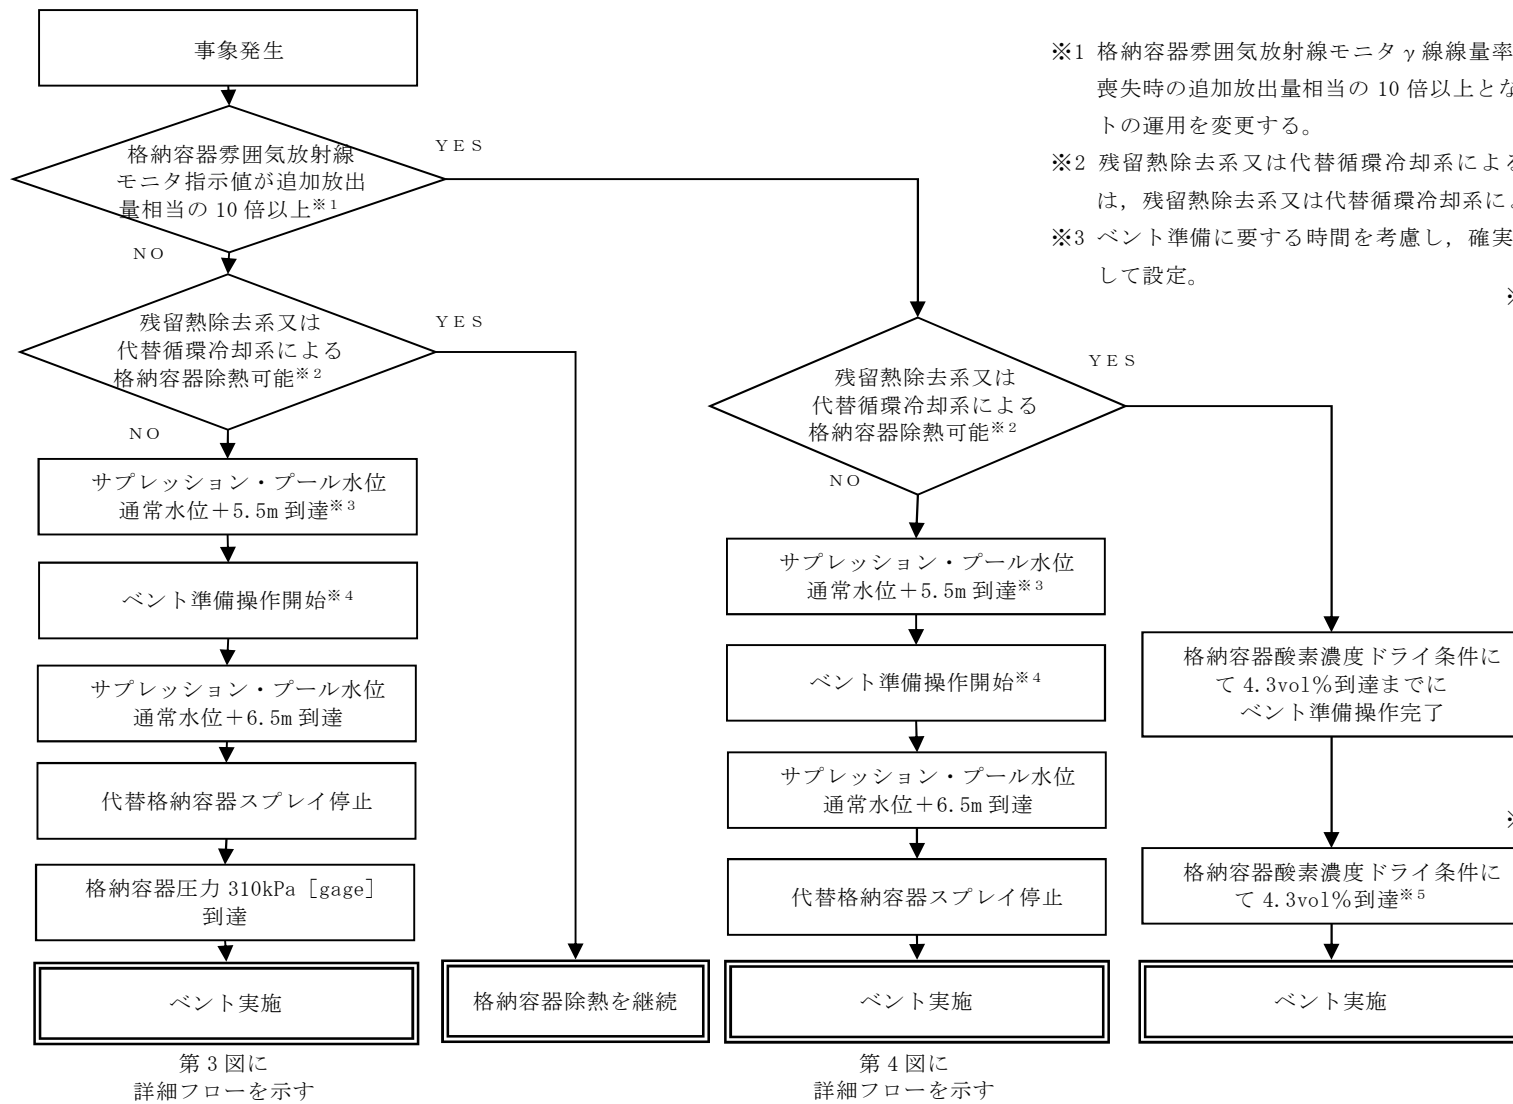 事象発生
格納容器雰囲気放射線
モニタ指示値が追加放出
量相当の 10 倍以上※1
YES
NO
残留熱除去系又は
代替循環冷却系による
格納容器除熱可能※2
YES
NO
サプレッション・プール水位
通常水位＋5.5m 到達※3
ベント準備操作開始※4
サプレッション・プール水位
通常水位＋6.5m 到達
代替格納容器スプレイ停止
格納容器圧力 310kPa［gage］
到達
ベント実施
第 3 図に
詳細フローを示す
格納容器除熱を継続
残留熱除去系又は
代替循環冷却系による
格納容器除熱可能※2
YES
NO
サプレッション・プール水位
通常水位＋5.5m 到達※3
ベント準備操作開始※4
サプレッション・プール水位
通常水位＋6.5m 到達
代替格納容器スプレイ停止
ベント実施
第 4 図に
詳細フローを示す
格納容器酸素濃度ドライ条件に
て 4.3vol％到達までに
ベント準備操作完了
格納容器酸素濃度ドライ条件に
て 4.3vol％到達※5
ベント実施
※1 格納容器雰囲気放射線モニタγ線線量率
喪失時の追加放出量相当の 10 倍以上とな
トの運用を変更する。
※2 残留熱除去系又は代替循環冷却系による
は，残留熱除去系又は代替循環冷却系に
※3 ベント準備に要する時間を考慮し，確実
して設定。